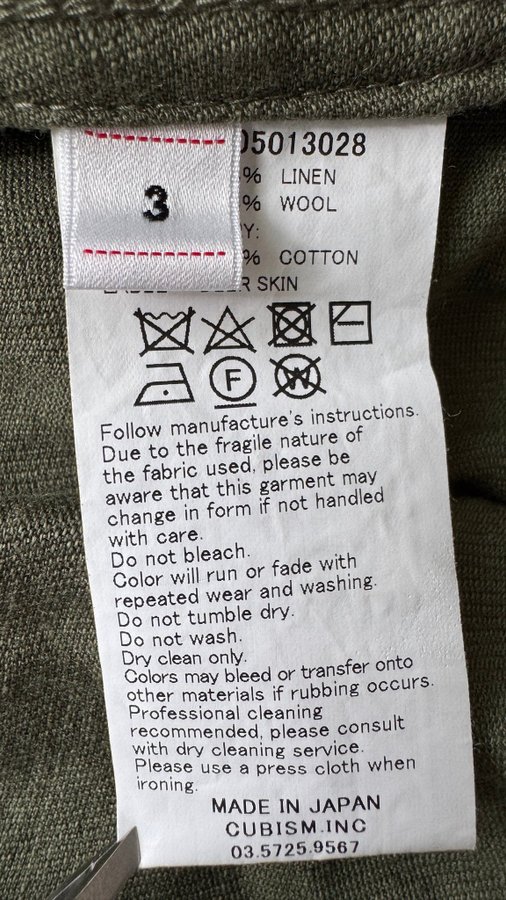 3
5013028
% LINEN
% WOOL
Y:
% COTTON
R SKIN
F
W
Follow manufacture's instructions.
Due to the fragile nature of
the fabric used, please be
aware that this garment may
change in form if not handled
with care.
Do not bleach.
Color will run or fade with
repeated wear and washing.
Do not tumble dry.
Do not wash.
Dry clean only.
Colors may bleed or transfer onto
other materials if rubbing occurs.
Professional cleaning
recommended, please consult
with dry cleaning service.
Please use a press cloth when
ironing.
MADE IN JAPAN
CUBISM.INC
03.5725.9567